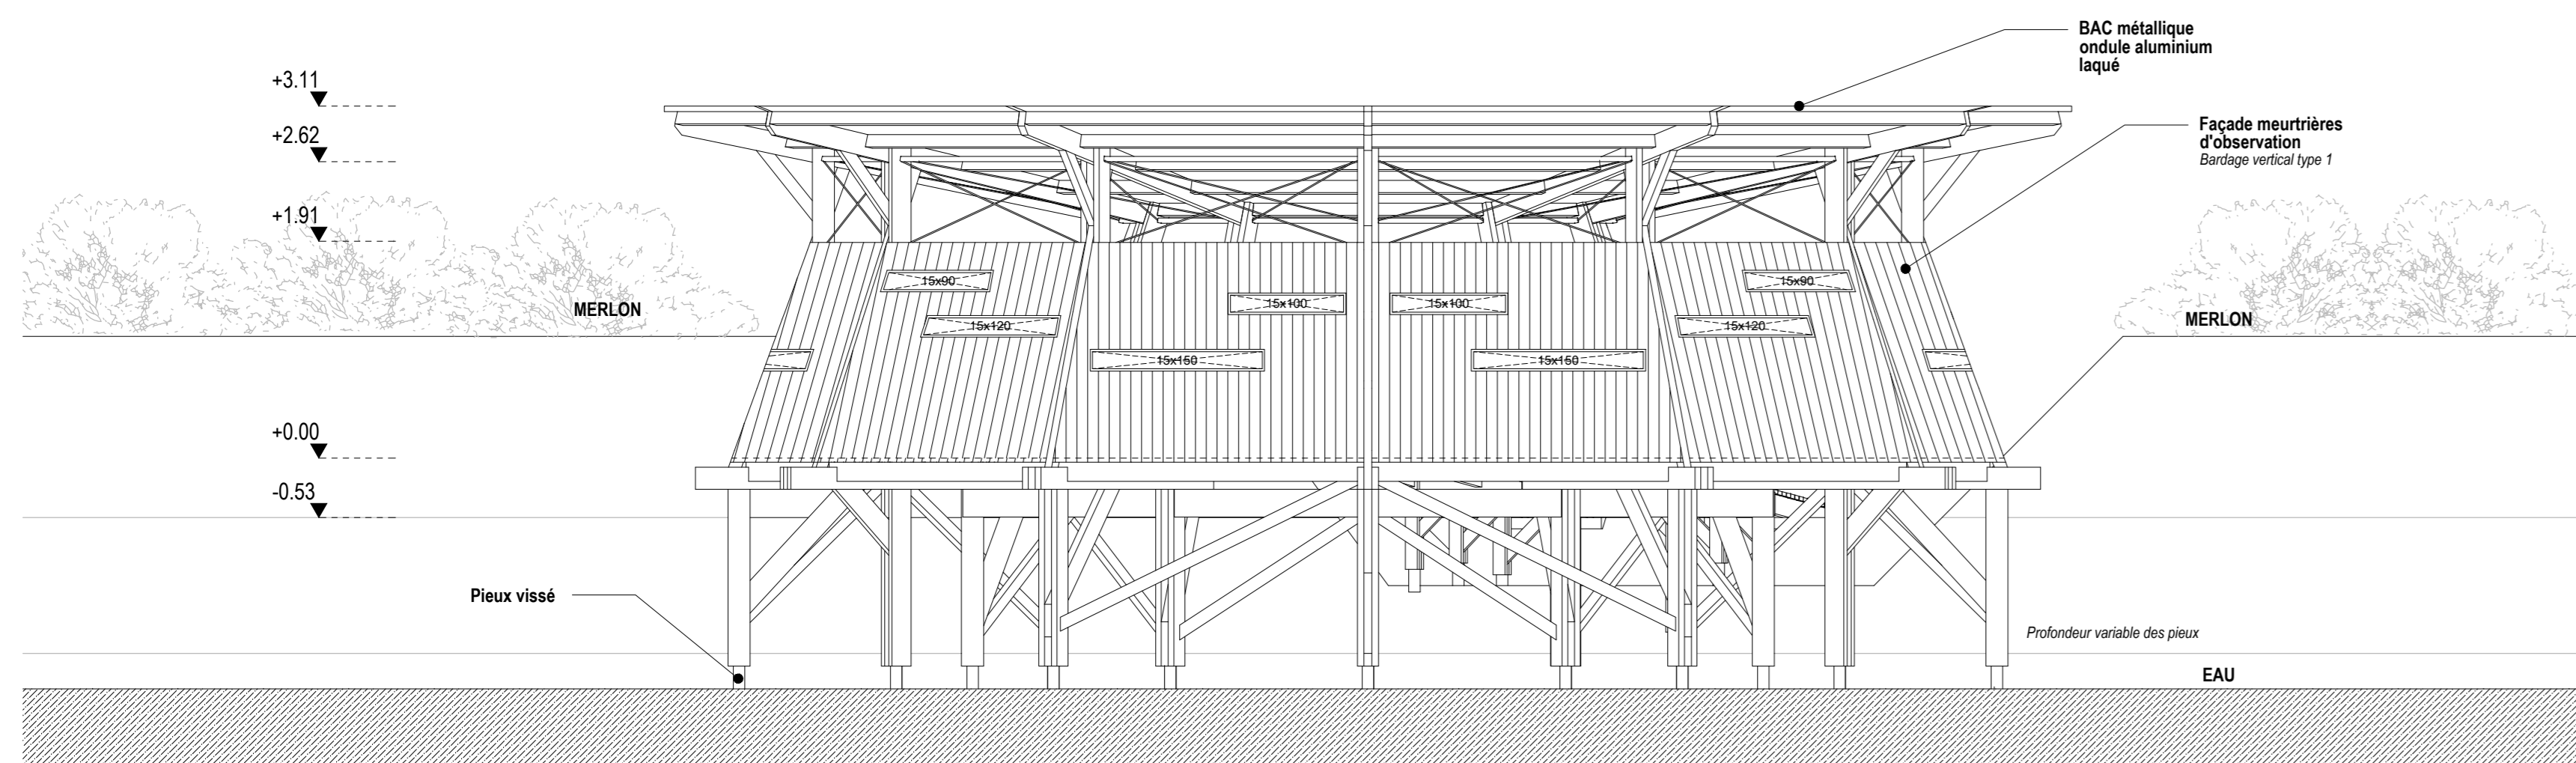 BAC métallique
ondule aluminium
laqué
+3.11
+2.62
Façade meurtrières
d'observation
Bardage vertical type 1
+1.91
15x90
15x90
MERLON
15x100
15x100
MERLON
15x120
15x120
15x150
15x150
+0.00
-0.53
Pieux vissé
Profondeur variable des pieux
EAU